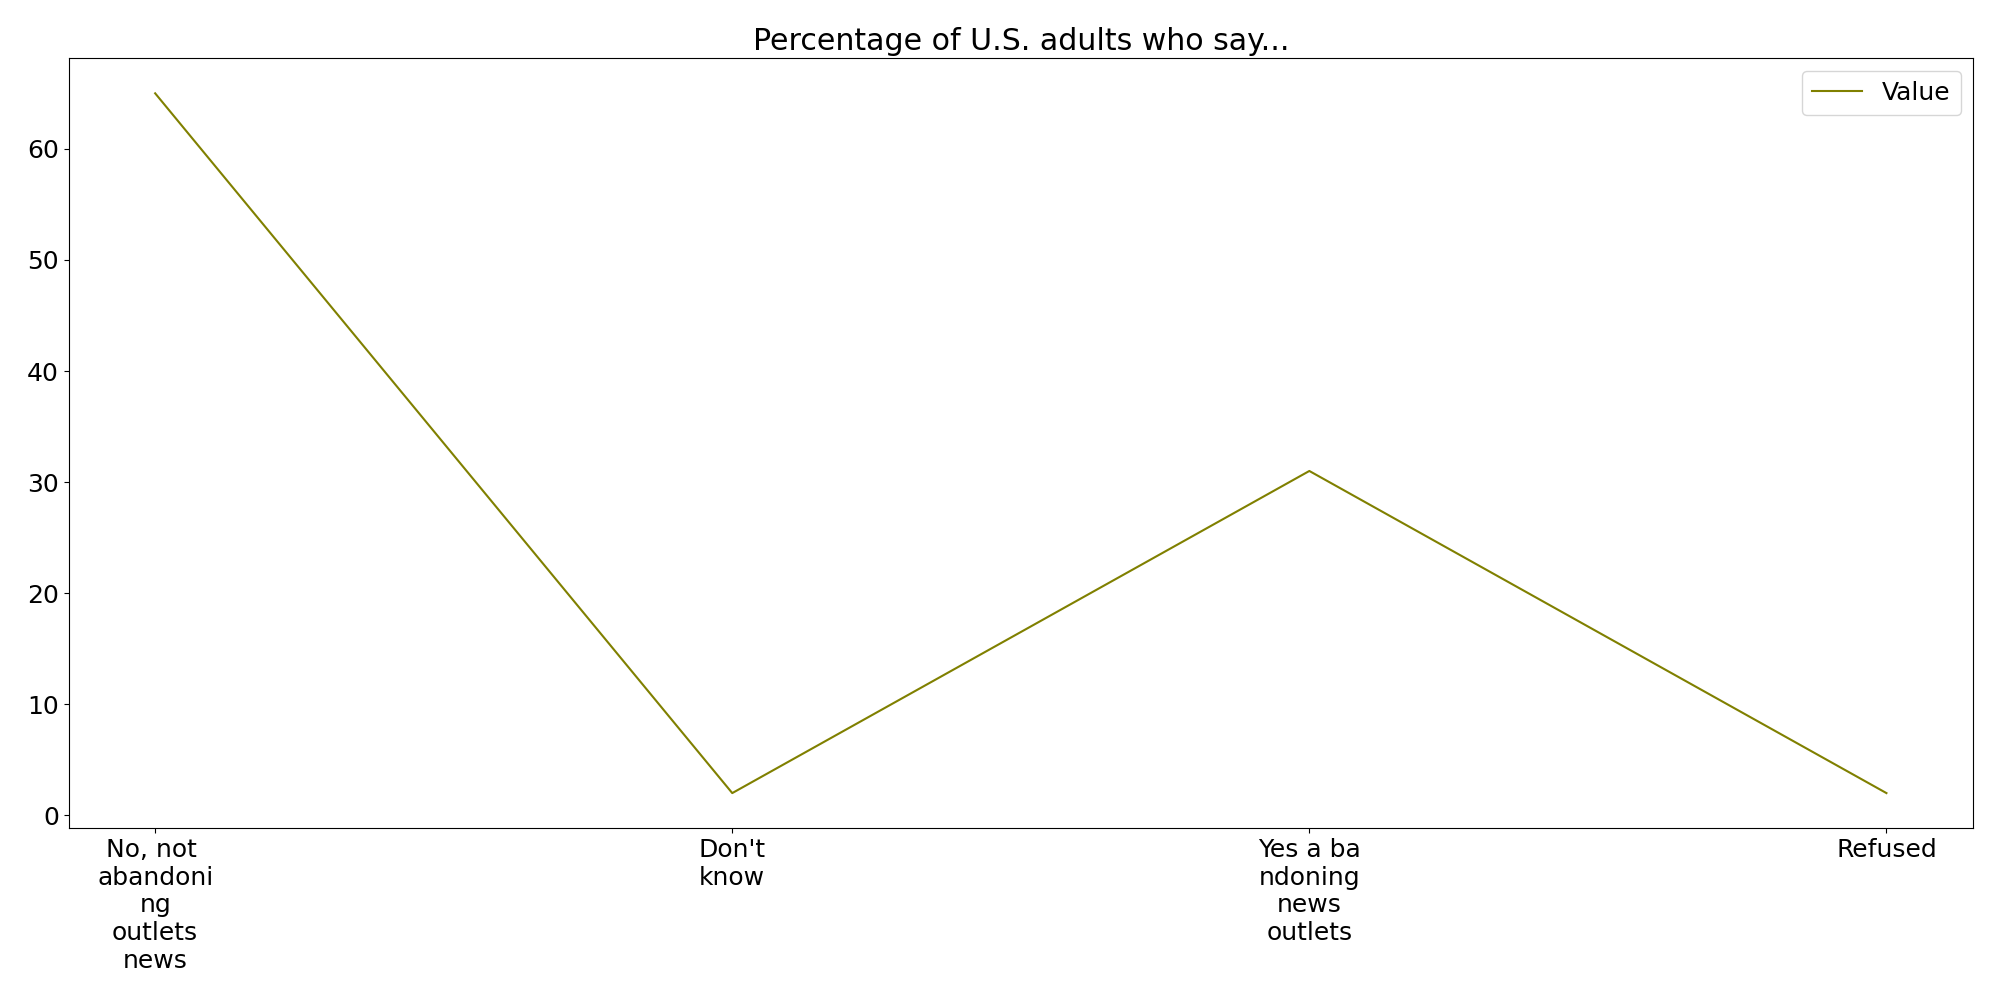 Percentage of U.S. adults who say...
Value
60
50
40
30
20
10
0
No, not
abandoni
ng
outlets
news
Don't
know
Yes a ba
ndoning
news
outlets
Refused